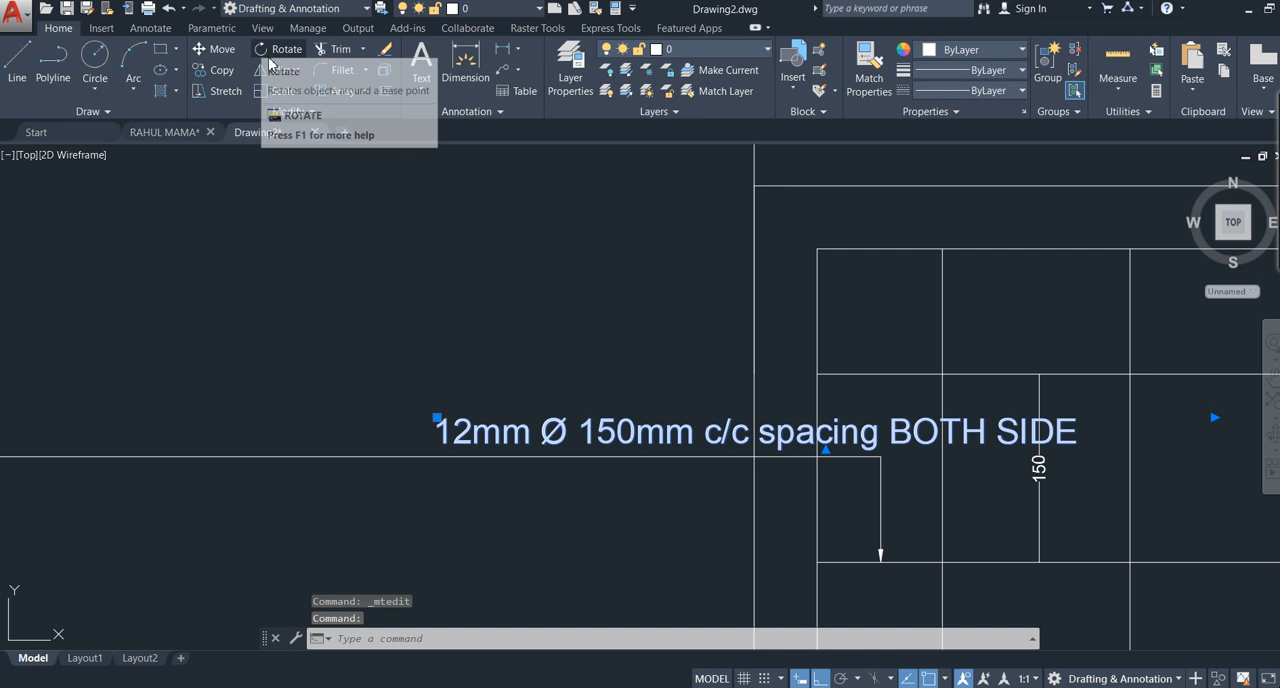 Drafting & Annotation
0
Drawing2.dwg
Type a keyword or phrase
Sign In
Home Insert Annotate Parametric View Manage Output Add-ins Collaborate Express Tools Featured Apps
Line
Polyline
Circle
Arc
Draw
Move
Copy
Stretch
Rotate
Trim
Fillet
Rotate
Rotates objects around a base point
ROTATE
Press F1 for more help
Text
Dimension
Table
Annotation
Layer
Properties
0
Make Current
Match Layer
Layers
Insert
Block
Match
Properties
ByLayer
ByLayer
ByLayer
Properties
Group
Groups
Measure
Utilities
Paste
Clipboard
Base
View
Start
RAHUL MAMA*
[−][Top][2D Wireframe]
N
W
TOP
E
S
Unnamed
12mm Ø 150mm c/c spacing BOTH SIDE
150
Y
X
Command: _mtedit
Command:
Type a command
Model Layout1 Layout2 +
MODEL
1:1
Drafting & Annotation